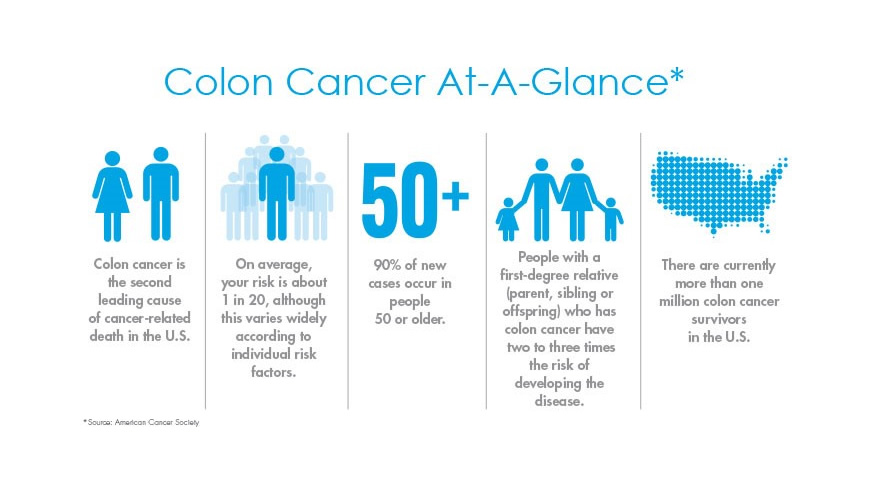 Colon Cancer At-A-Glance*
Colon cancer is
the second
leading cause
of cancer-related
death in the U.S.
On average,
your risk is about
1 in 20, although
this varies widely
according to
individual risk
factors.
50+
90% of new
cases occur in
people
50 or older.
People with a
first-degree relative
(parent, sibling or
offspring) who has
colon cancer have
two to three times
the risk of
developing the
disease.
There are currently
more than one
million colon cancer
survivors
in the U.S.
*Source: American Cancer Society